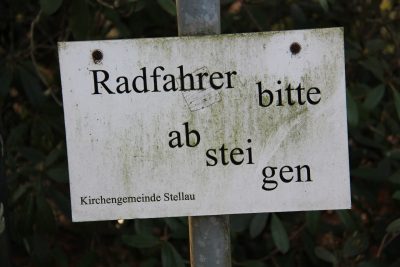 Radfahrer bitte
ab
stei
gen
Kirchengemeinde Stellau